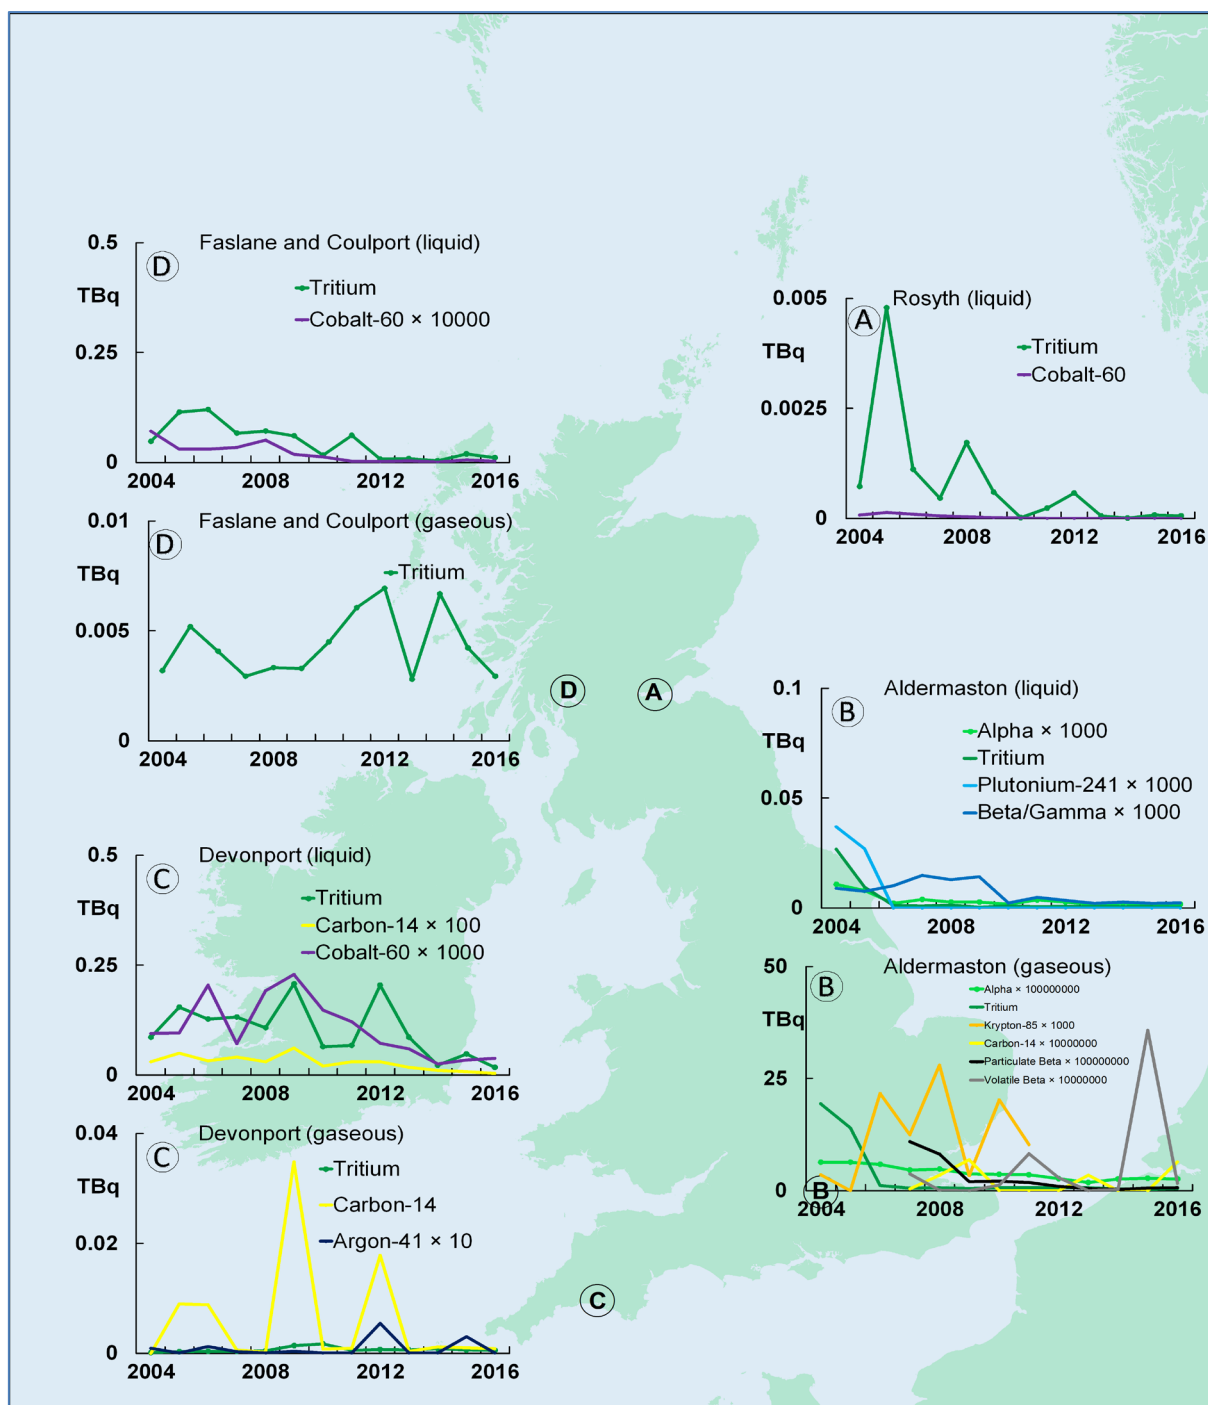 Faslane and Coulport (liquid)
D
0.5
TBq
0.25
0
Tritium
Cobalt-60 × 10000
2004
2008
2012
2016
Rosyth (liquid)
A
0.005
TBq
0.0025
0
Tritium
Cobalt-60
2004
2008
2012
2016
Faslane and Coulport (gaseous)
D
0.01
TBq
0.005
0
Tritium
2004
2008
2012
2016
D
A
Aldermaston (liquid)
B
0.1
TBq
0.05
0
Alpha × 1000
Tritium
Plutonium-241 × 1000
Beta/Gamma × 1000
2004
2008
2012
2016
Devonport (liquid)
C
0.5
TBq
0.25
0
Tritium
Carbon-14 × 100
Cobalt-60 × 1000
2004
2008
2012
2016
Aldermaston (gaseous)
B
50
TBq
25
0
Alpha × 100000000
Tritium
Krypton-85 × 1000
Carbon-14 × 10000000
Particulate Beta × 100000000
Volatile Beta × 10000000
B
2004
2008
2012
2016
Devonport (gaseous)
C
0.04
TBq
0.02
0
Tritium
Carbon-14
Argon-41 × 10
2004
2008
2012
2016
C